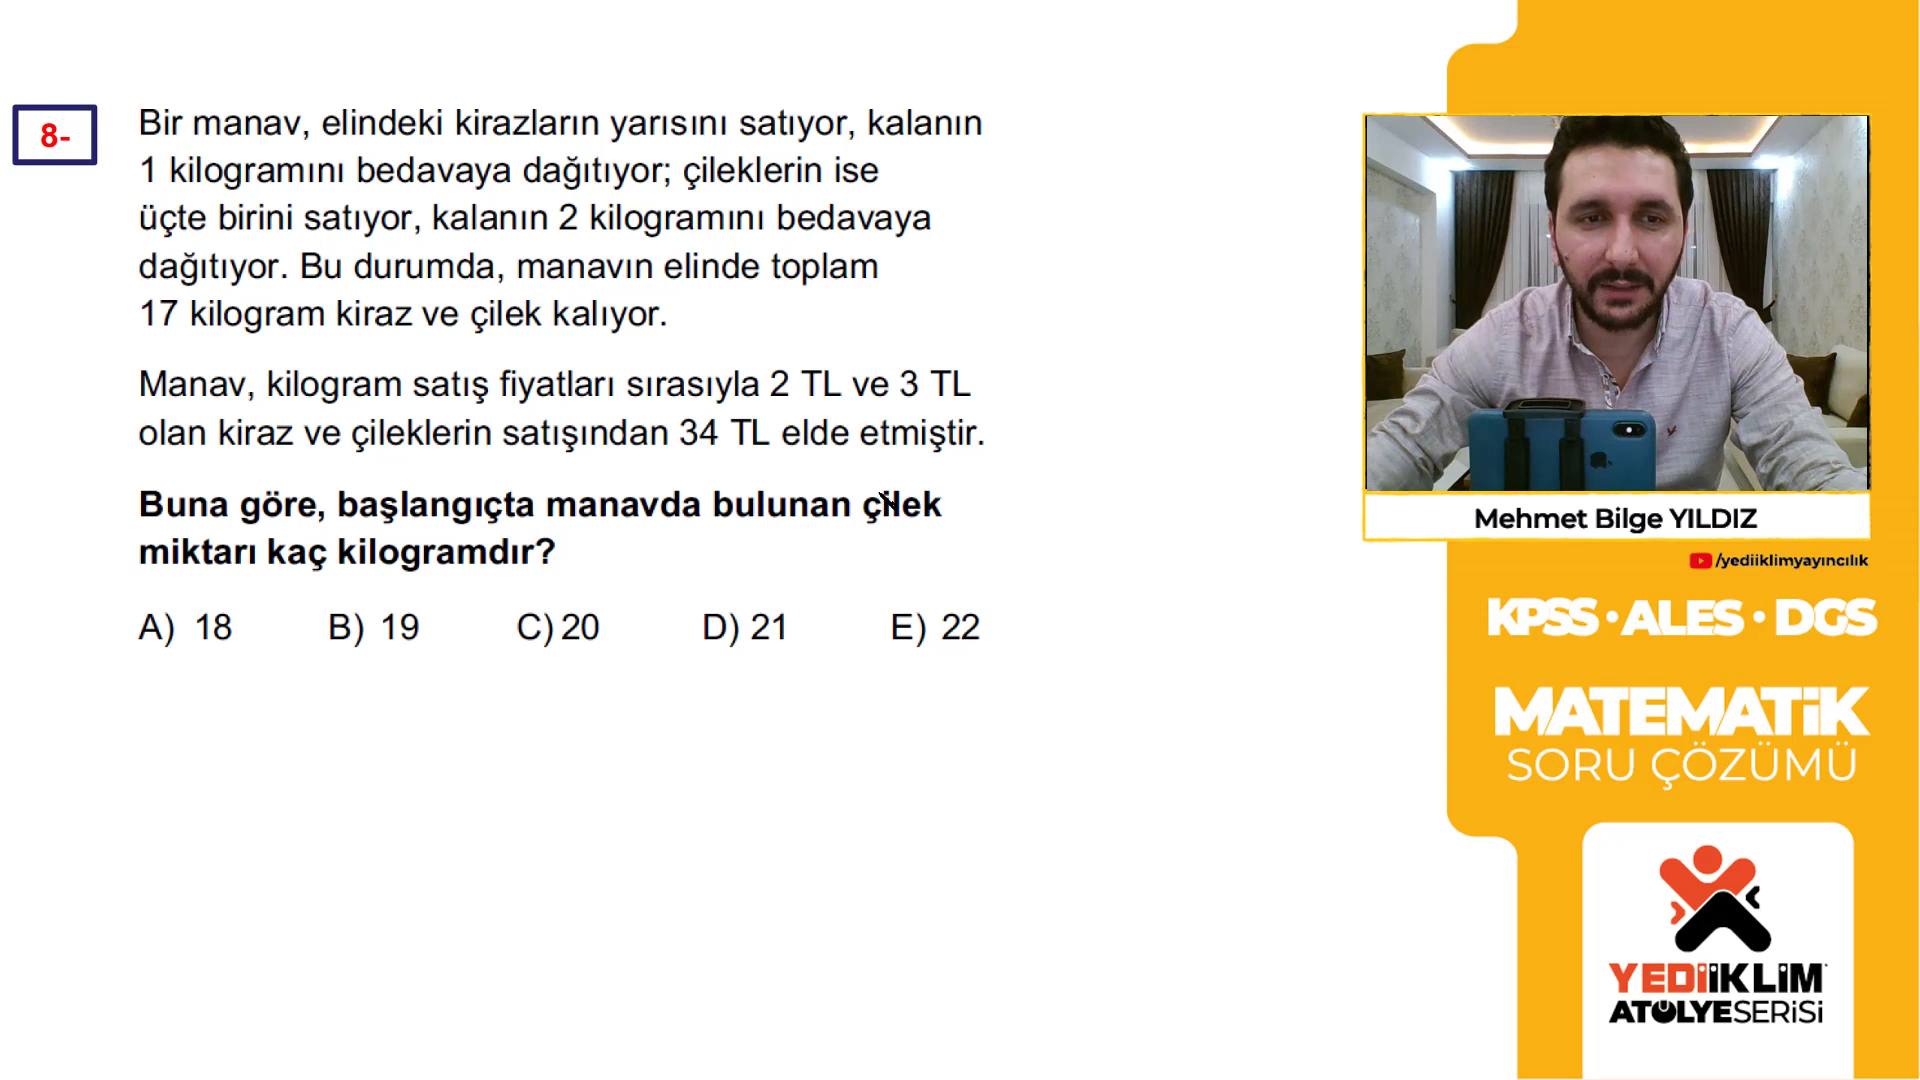 8-
Bir manav, elindeki kirazların yarısını satıyor, kalanın
1 kilogramını bedavaya dağıtıyor; çileklerin ise
üçte birini satıyor, kalanın 2 kilogramını bedavaya
dağıtıyor. Bu durumda, manavın elinde toplam
17 kilogram kiraz ve çilek kalıyor.
Manav, kilogram satış fiyatları sırasıyla 2 TL ve 3 TL
olan kiraz ve çileklerin satışından 34 TL elde etmiştir.
Buna göre, başlangıçta manavda bulunan çilek
miktarı kaç kilogramdır?
A) 18 B) 19 C) 20 D) 21 E) 22
Mehmet Bilge YILDIZ
/yediiklimyayıncılık
KPSS • ALES • DGS
MATEMATİK
SORU ÇÖZÜMÜ
YEDİİKLİM
ATÖLYESERİSİ